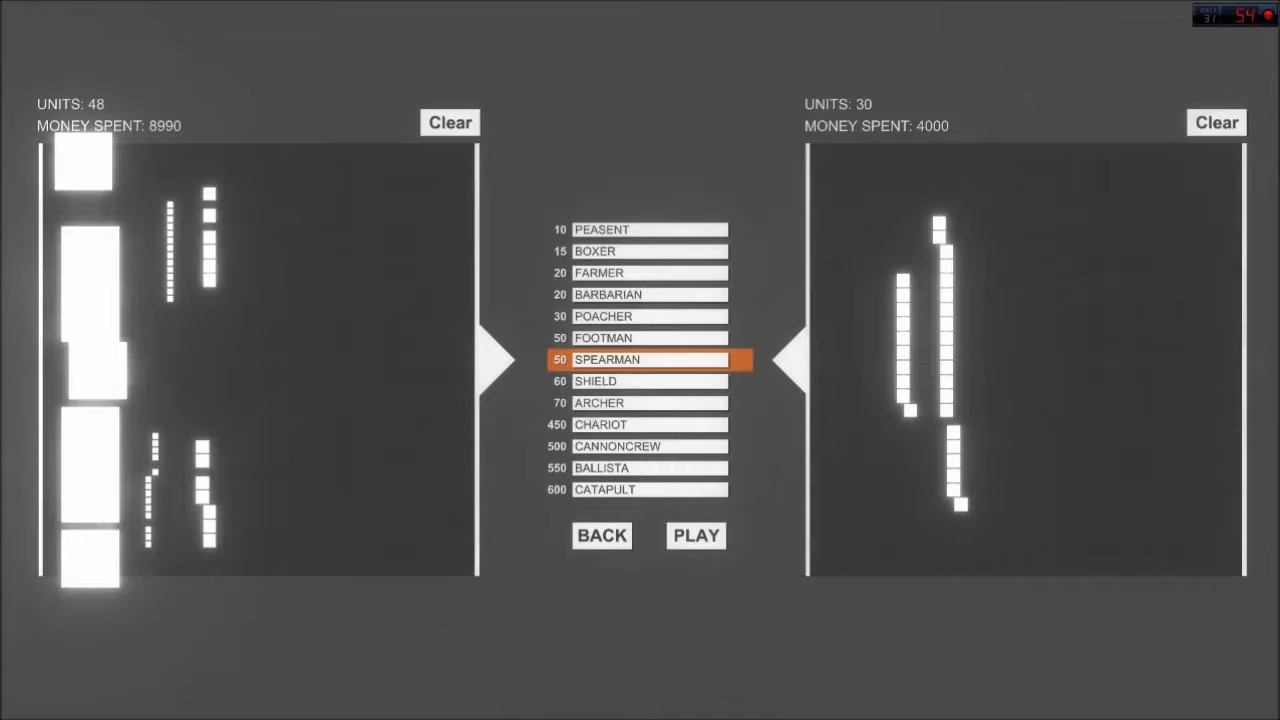 54
31
UNITS: 48
MONEY SPENT: 8990
Clear
UNITS: 30
MONEY SPENT: 4000
Clear
10 PEASENT
15 BOXER
20 FARMER
20 BARBARIAN
30 POACHER
50 FOOTMAN
50 SPEARMAN
60 SHIELD
70 ARCHER
450 CHARIOT
500 CANNONCREW
550 BALLISTA
600 CATAPULT
BACK
PLAY